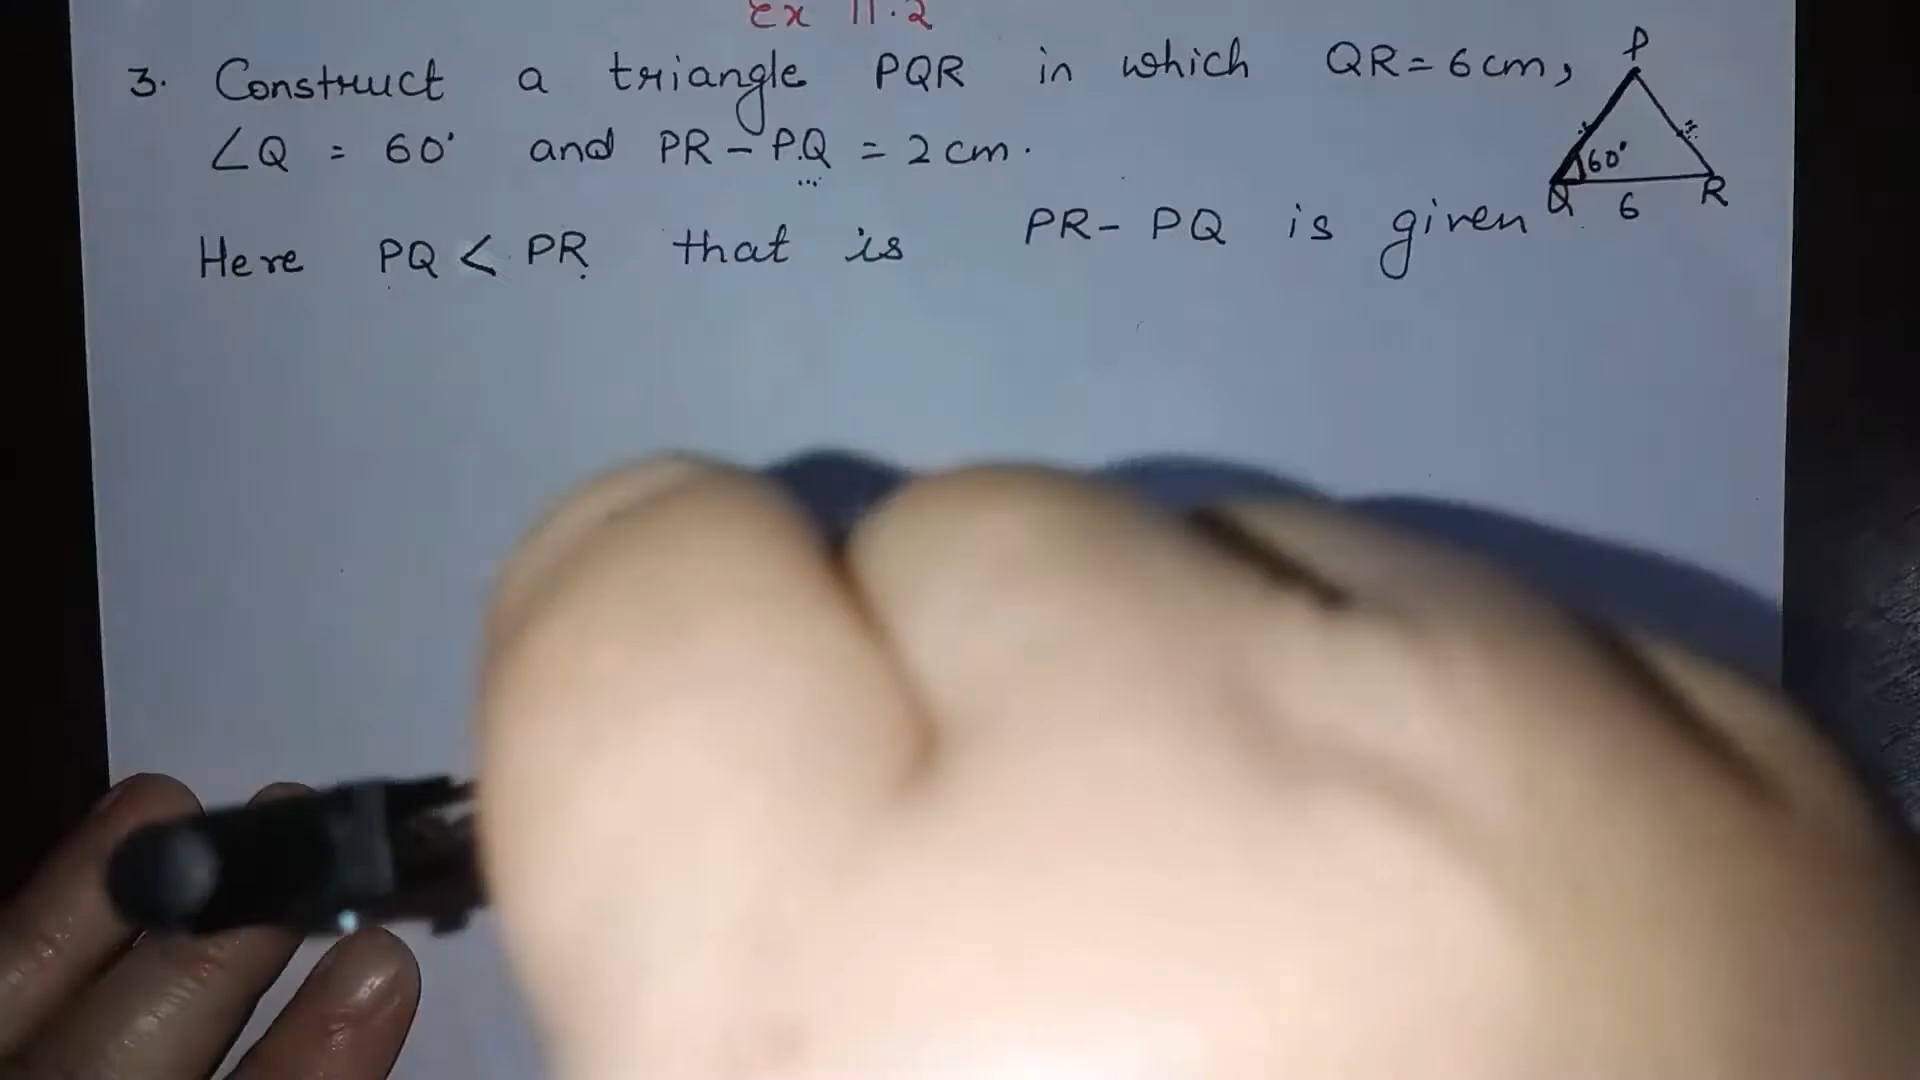 Ex 11.2
3. Construct a triangle PQR in which QR = 6 cm,
∠Q = 60° and PR - PQ = 2 cm.
Here PQ < PR that is PR - PQ is given
P
60°
Q 6 R